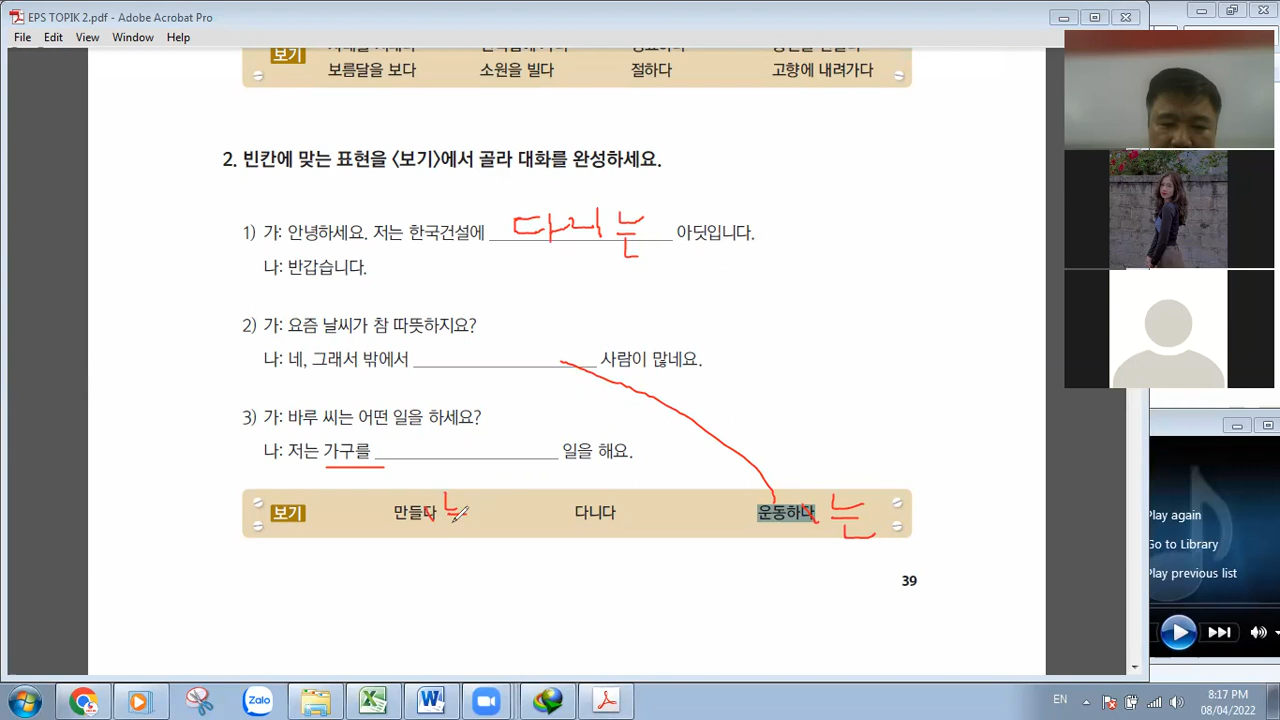 EPS TOPIK 2.pdf - Adobe Acrobat Pro
File Edit View Window Help
보기
보름달을 보다 소원을 빌다 절하다 고향에 내려가다
2. 빈칸에 맞는 표현을 〈보기〉에서 골라 대화를 완성하세요.
1) 가: 안녕하세요. 저는 한국건설에 다니는 아딧입니다.
나: 반갑습니다.
2) 가: 요즘 날씨가 참 따뜻하지요?
나: 네, 그래서 밖에서 사람이 많네요.
3) 가: 바루 씨는 어떤 일을 하세요?
나: 저는 가구를 일을 해요.
보기 만들다 느 다니다 운동하다 는
39
Play again
Go to Library
Play previous list
Zalo
EN
8:17 PM
08/04/2022